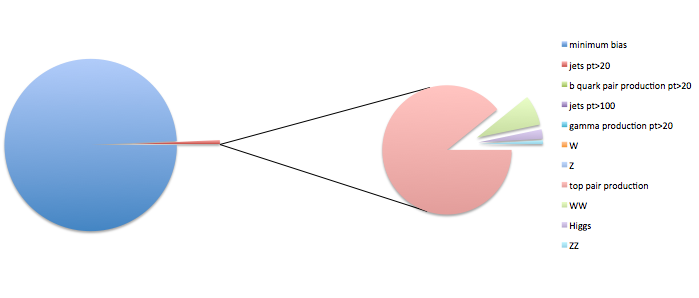 minimum bias
jets pt>20
b quark pair production pt>20
jets pt>100
gamma production pt>20
W
Z
top pair production
WW
Higgs
ZZ